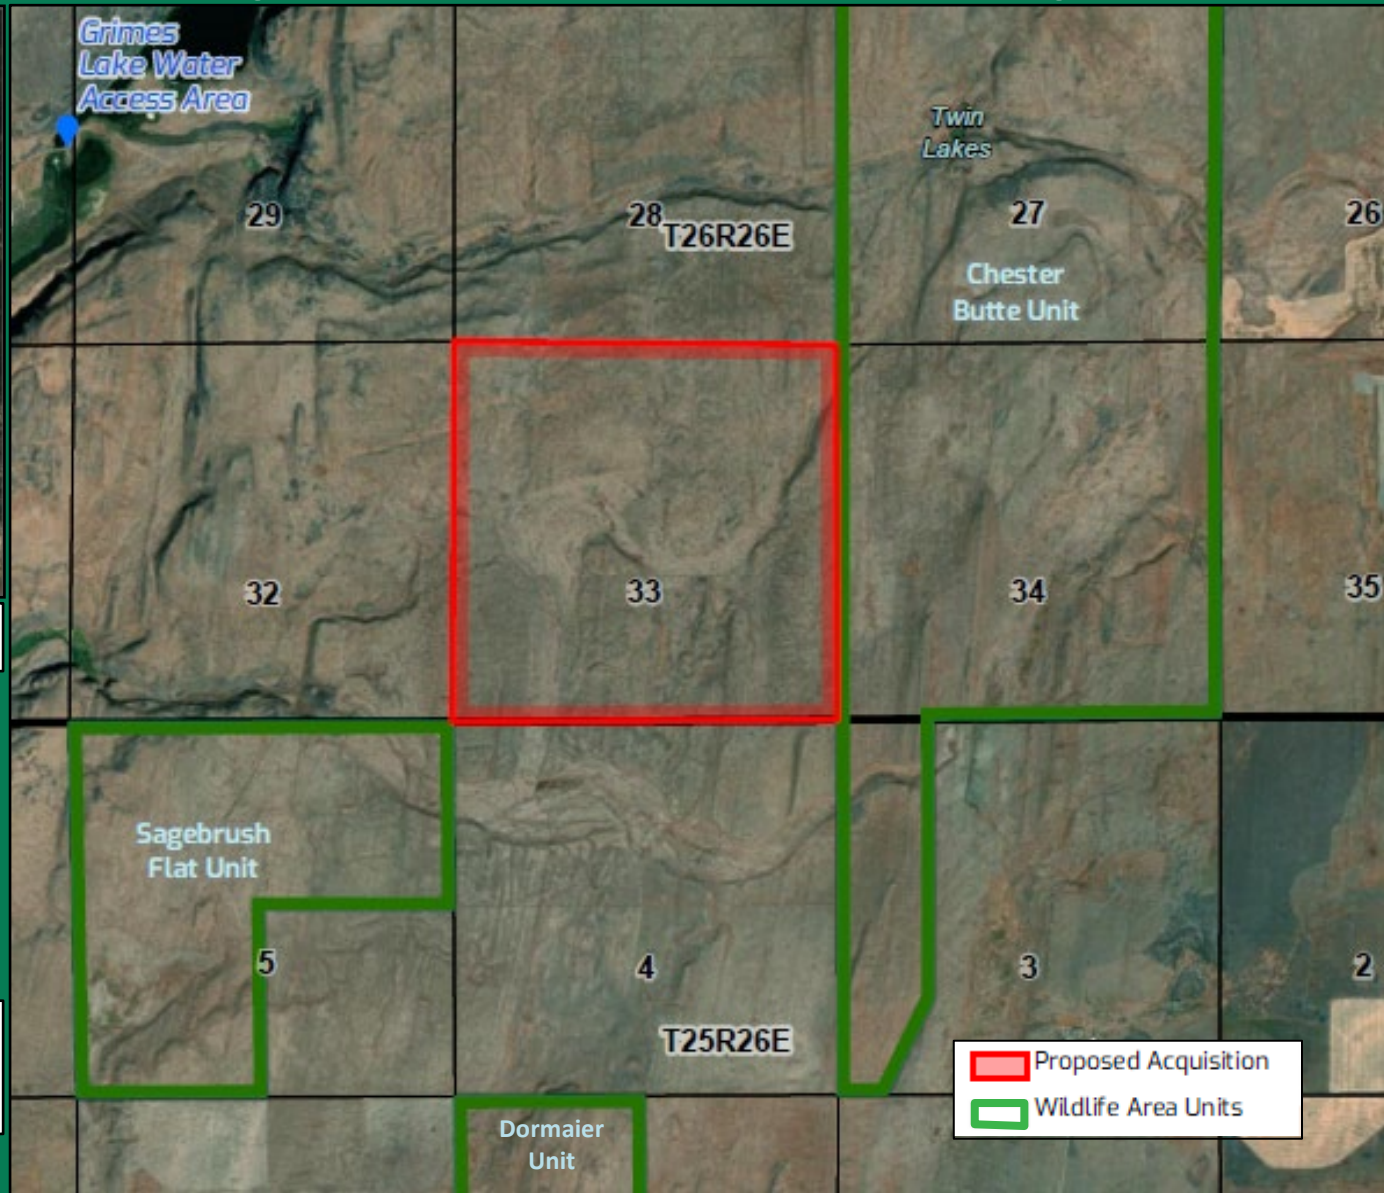 Grimes
Lake Water
Access Area
Twin
Lakes
29
28
27
26
T26R26E
Chester
Butte Unit
32
33
34
35
Sagebrush
Flat Unit
5
4
3
2
T25R26E
Proposed Acquisition
Wildlife Area Units
Dormaier
Unit